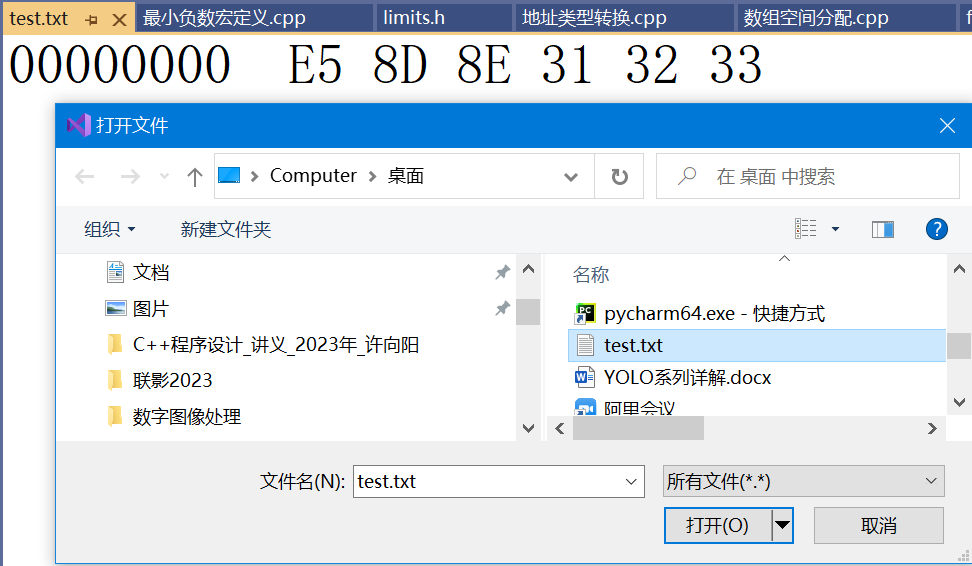 test.txt 最小负数宏定义.cpp limits.h 地址类型转换.cpp 数组空间分配.cpp f
00000000 E5 8D 8E 31 32 33
打开文件
Computer 桌面 在 桌面 中搜索
组织 新建文件夹
名称
文档
图片
C++程序设计_讲义_2023年_许向阳
联影2023
数字图像处理
pycharm64.exe - 快捷方式
test.txt
YOLO系列详解.docx
阿里会议
文件名(N): test.txt 所有文件(*.*)
打开(O) 取消